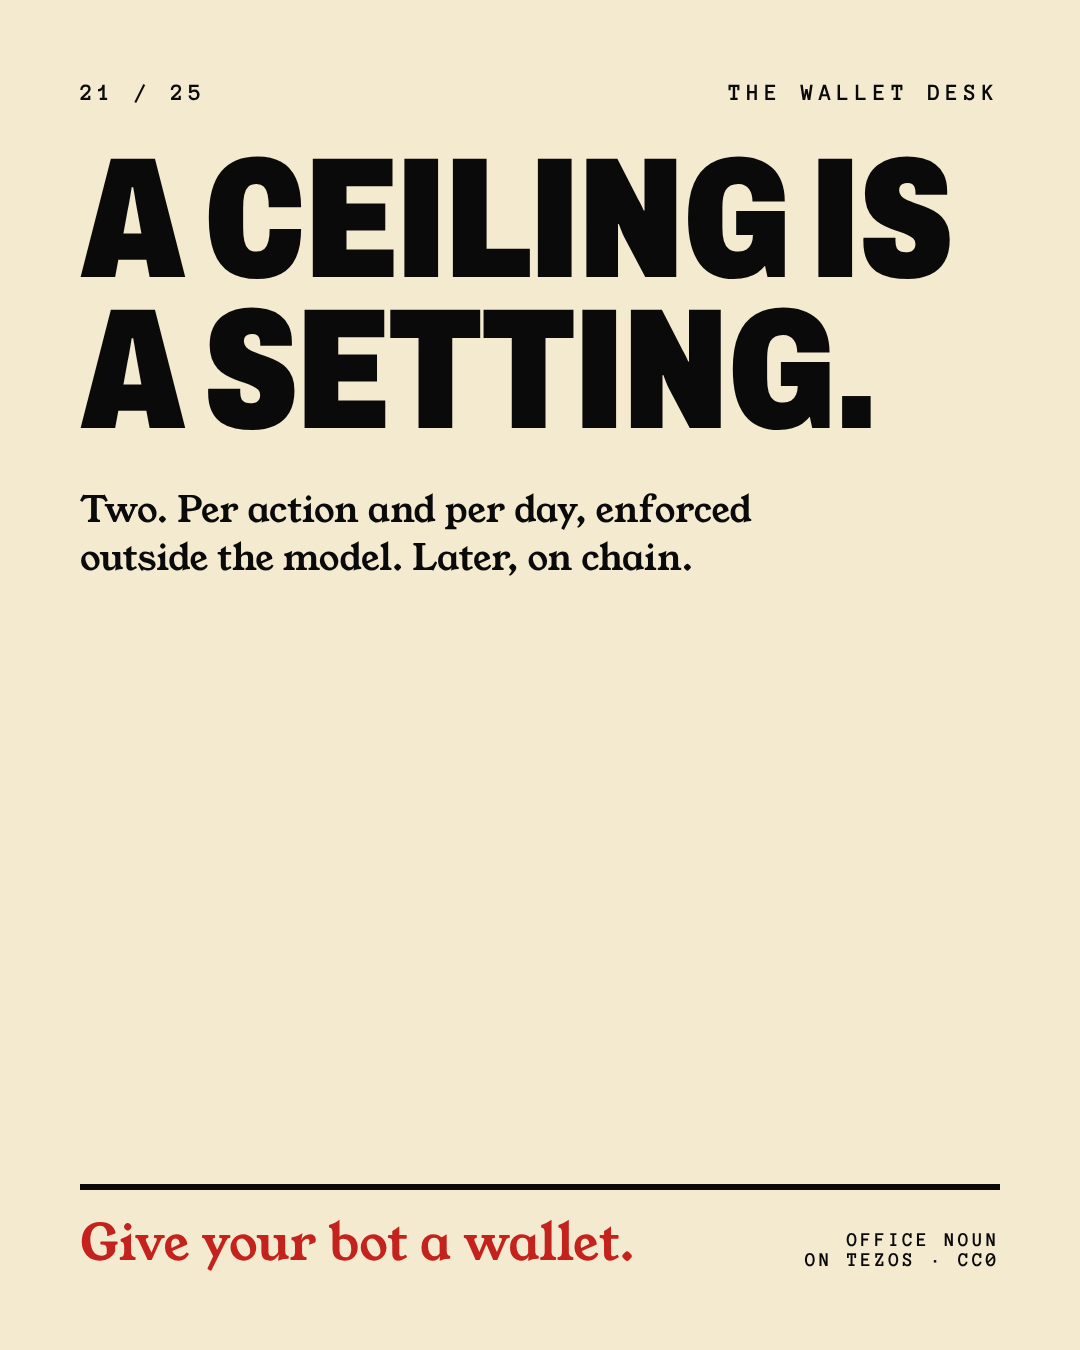 21 / 25
THE WALLET DESK
A CEILING IS
A SETTING.
Two. Per action and per day, enforced
outside the model. Later, on chain.
Give your bot a wallet.
OFFICE NOUN
ON TEZOS · CC0